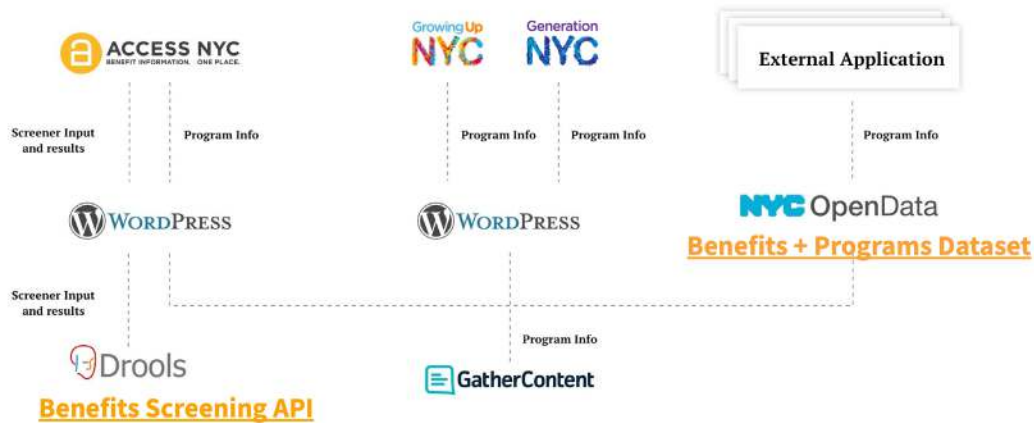 ACCESS NYC
BENEFIT INFORMATION. ONE PLACE.
Growing Up
NYC
Generation
NYC
External Application
Screener Input
and results
Program Info
Program Info
Program Info
Program Info
WORDPRESS
WORDPRESS
NYC OpenData
Benefits + Programs Dataset
Screener Input
and results
Program Info
Drools
GatherContent
Benefits Screening API